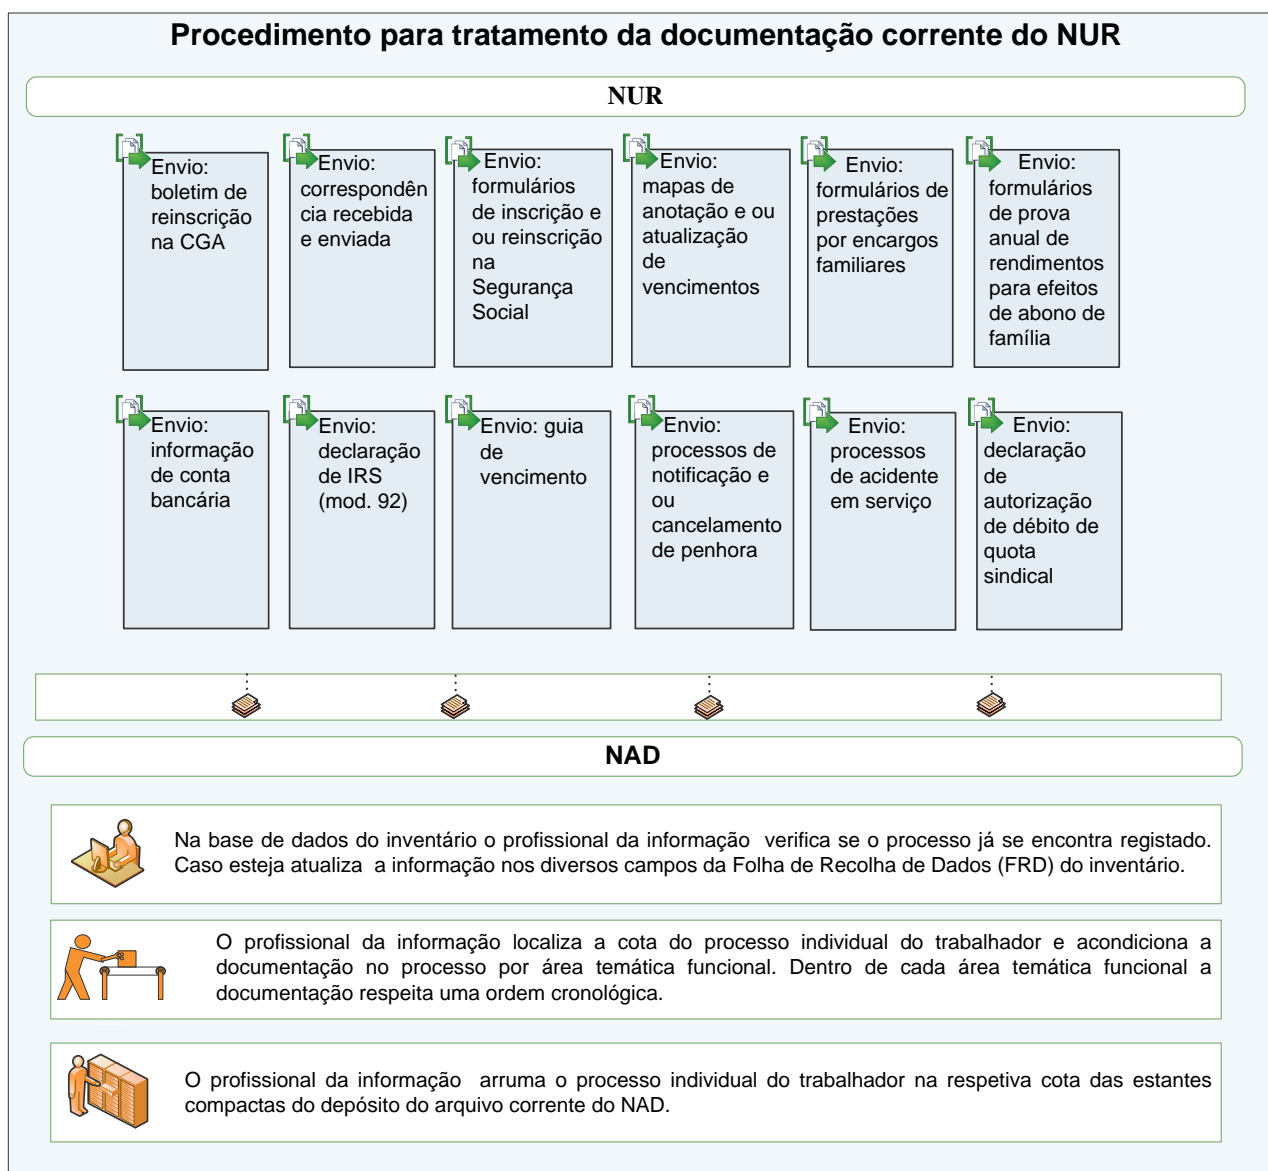 Procedimento para tratamento da documentação corrente do NUR
NUR
Envio:
boletim de
reinscrição
na CGA
Envio:
correspondên
cia recebida
e enviada
Envio:
formulários
de inscrição e
ou reinscrição
na
Segurança
Social
Envio:
mapas de
anotação e ou
atualização
de
vencimentos
Envio:
formulários de
prestações
por encargos
familiares
Envio:
formulários
de prova
anual de
rendimentos
para efeitos
de abono de
família
Envio:
informação
de conta
bancária
Envio:
declaração
de IRS
(mod. 92)
Envio: guia
de
vencimento
Envio:
processos de
notificação e
ou
cancelamento
de penhora
Envio:
processos
de acidente
em serviço
Envio:
declaração
de
autorização
de débito de
quota
sindical
NAD
Na base de dados do inventário o profissional da informação verifica se o processo já se encontra registado.
Caso esteja atualiza a informação nos diversos campos da Folha de Recolha de Dados (FRD) do inventário.
O profissional da informação localiza a cota do processo individual do trabalhador e acondiciona a
documentação no processo por área temática funcional. Dentro de cada área temática funcional a
documentação respeita uma ordem cronológica.
O profissional da informação arruma o processo individual do trabalhador na respetiva cota das estantes
compactas do depósito do arquivo corrente do NAD.